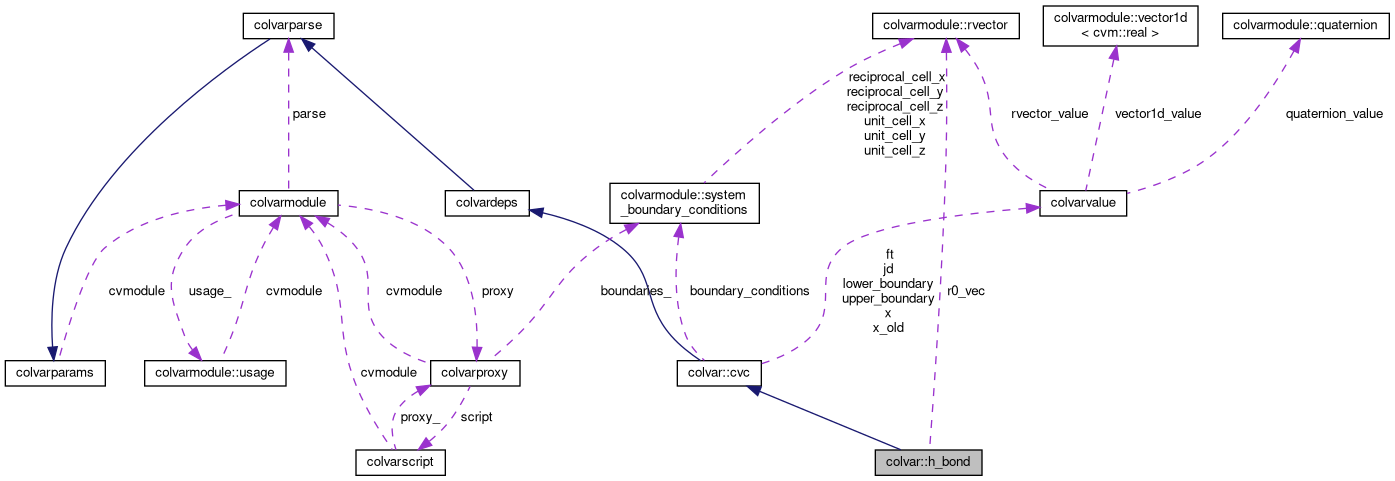 colvarparse
colvarmodule::rvector
colvarmodule::vector1d
< cvm::real >
colvarmodule::quaternion
reciprocal_cell_x
reciprocal_cell_y
reciprocal_cell_z
unit_cell_x
unit_cell_y
unit_cell_z
parse
rvector_value
vector1d_value
quaternion_value
colvarmodule
colvardeps
colvarmodule::system
_boundary_conditions
colvarvalue
ft
jd
lower_boundary
upper_boundary
x
x_old
cvmodule
usage_
cvmodule
cvmodule
proxy
boundaries_
boundary_conditions
r0_vec
colvarparams
colvarmodule::usage
cvmodule
colvarproxy
colvar::cvc
proxy_
script
colvarscript
colvar::h_bond